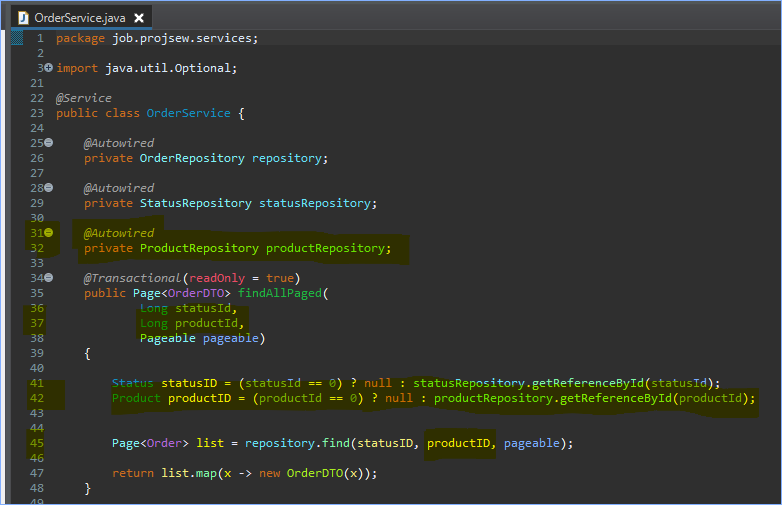 OrderService.java
1 package job.projsew.services;
2
3 import java.util.Optional;
21
22 @Service
23 public class OrderService {
24
25 @Autowired
26 private OrderRepository repository;
27
28 @Autowired
29 private StatusRepository statusRepository;
30
31 @Autowired
32 private ProductRepository productRepository;
33
34 @Transactional(readOnly = true)
35 public Page<OrderDTO> findAllPaged(
36 Long statusId,
37 Long productId,
38 Pageable pageable)
39 {
40
41 Status statusID = (statusId == 0) ? null : statusRepository.getReferenceById(statusId);
42 Product productID = (productId == 0) ? null : productRepository.getReferenceById(productId);
43
44
45 Page<Order> list = repository.find(statusID, productID, pageable);
46
47 return list.map(x -> new OrderDTO(x));
48 }
49